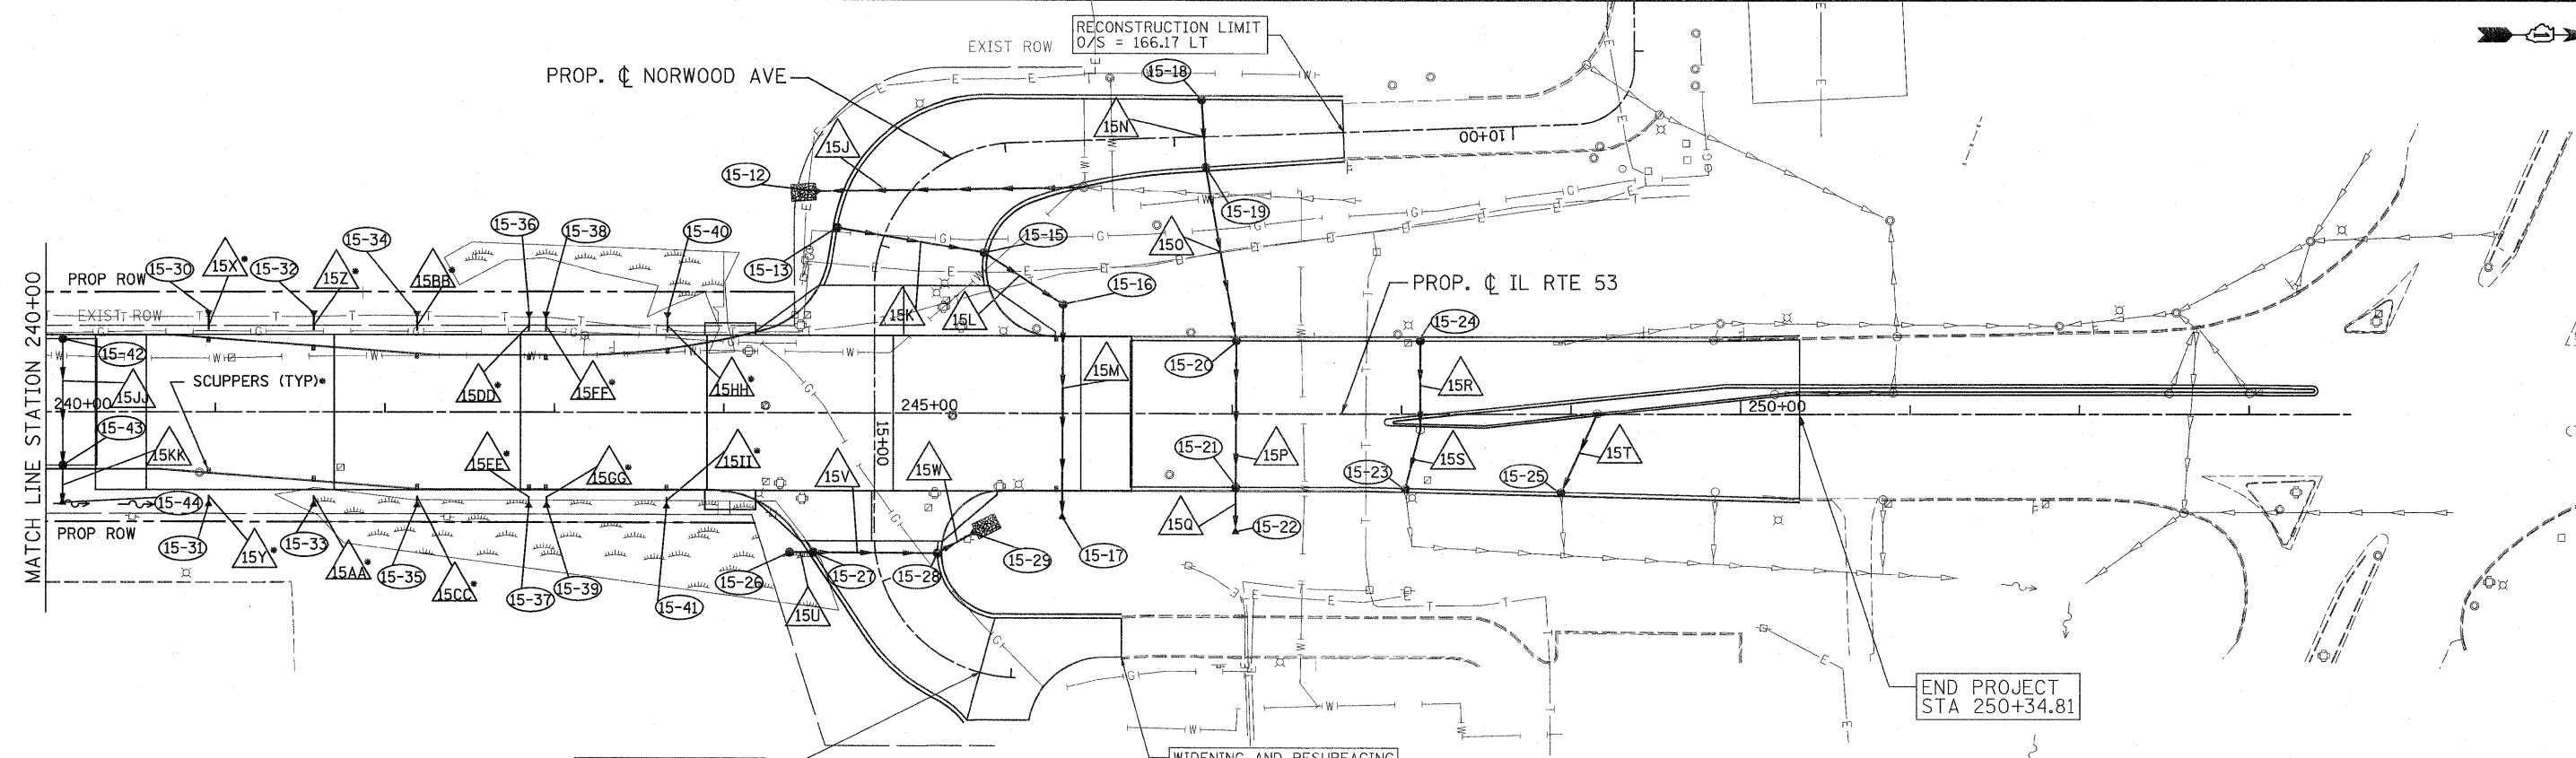 RECONSTRUCTION LIMIT
O/S = 166.17 LT
EXIST ROW
PROP. ℄ NORWOOD AVE
15-18
15N
15J
10+00
15-12
15-19
15-15
15O
15-13
15-16
15-36
15-38
15-40
15-34
15BB*
15-30
15X*
15-32
15Z*
PROP ROW
EXIST ROW
PROP. ℄ IL RTE 53
15K
15L
15-24
15-42
15-20
15M
15R
SCUPPERS (TYP)*
15JJ
15DD*
15FF*
15HH*
MATCH LINE STATION 240+00
240+00
245+00
250+00
15-43
15+00
15KK
15EE*
15GG*
15II*
15V
15W
15-21
15P
15-23
15S
15-25
15T
15-44
PROP ROW
15-31
15Y*
15-33
15AA*
15-35
15CC*
15-37
15-39
15-41
15-26
15U
15-27
15-28
15-29
15-17
15Q
15-22
END PROJECT
STA 250+34.81
WIDENING AND RESURFACING